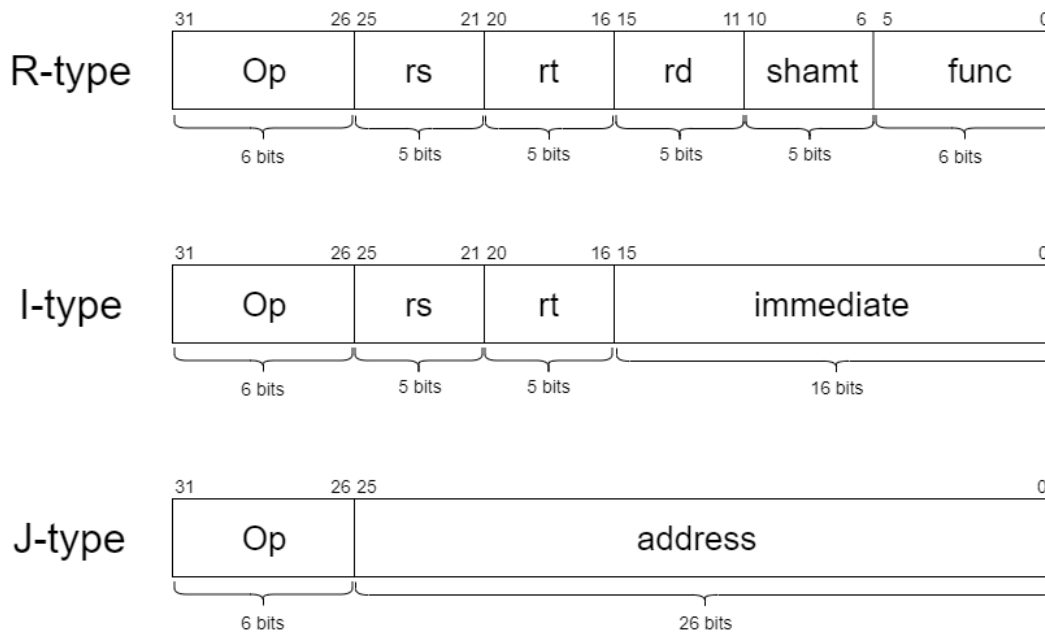 31 26 25 21 20 16 15 11 10 6 5 0
R-type Op rs rt rd shamt func
6 bits 5 bits 5 bits 5 bits 5 bits 6 bits
31 26 25 21 20 16 15 0
I-type Op rs rt immediate
6 bits 5 bits 5 bits 16 bits
31 26 25 0
J-type Op address
6 bits 26 bits